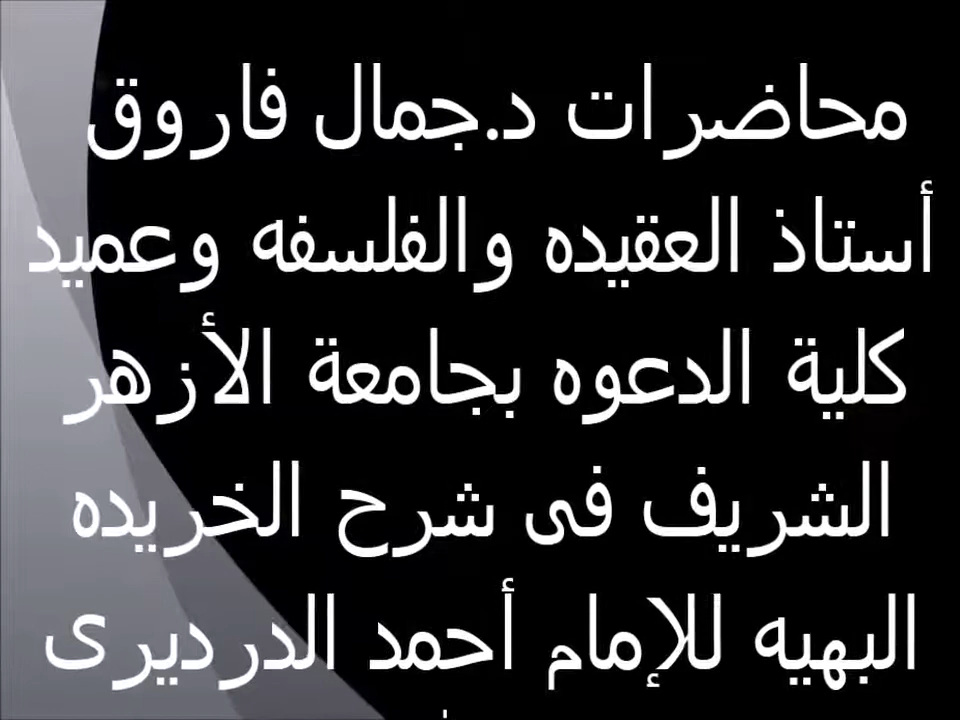 محاضرات د.جمال فاروق
أستاذ العقيده والفلسفه وعميد
كلية الدعوه بجامعة الأزهر
الشريف فى شرح الخريده
البهيه للإمام أحمد الدرديرى